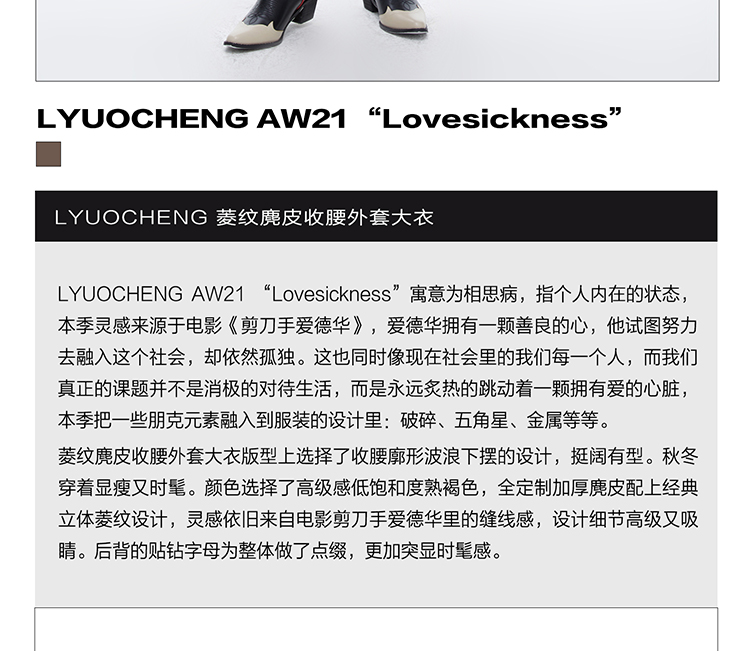 LYUOCHENG AW21 “Lovesickness”
LYUOCHENG 菱纹麂皮收腰外套大衣
LYUOCHENG AW21 “Lovesickness”寓意为相思病，指个人内在的状态，
本季灵感来源于电影《剪刀手爱德华》，爱德华拥有一颗善良的心，他试图努力
去融入这个社会，却依然孤独。这也同时像现在社会里的我们每一个人，而我们
真正的课题并不是消极的对待生活，而是永远炙热的跳动着一颗拥有爱的心脏，
本季把一些朋克元素融入到服装的设计里：破碎、五角星、金属等等。
菱纹麂皮收腰外套大衣版型上选择了收腰廓形波浪下摆的设计，挺阔有型。秋冬
穿着显瘦又时髦。颜色选择了高级感低饱和度熟褐色，全定制加厚麂皮配上经典
立体菱纹设计，灵感依旧来自电影剪刀手爱德华里的缝线感，设计细节高级又吸
睛。后背的贴钻字母为整体做了点缀，更加突显时髦感。